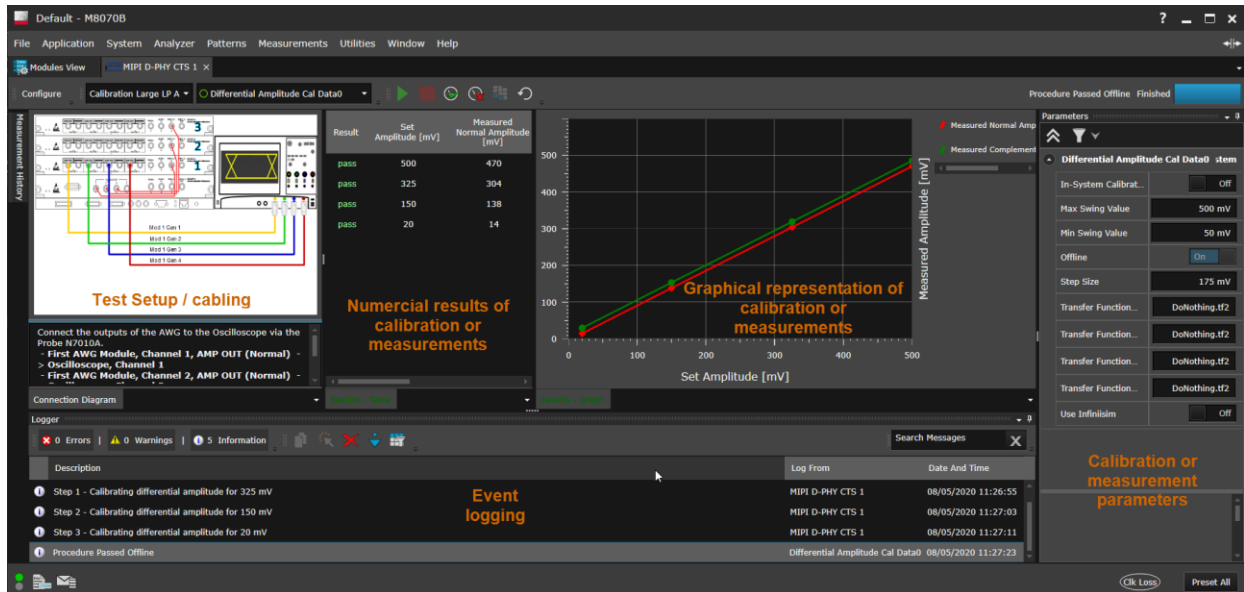 Default - M8070B
? _ □ ×
File Application System Analyzer Patterns Measurements Utilities Window Help
Modules View MIPI D-PHY CTS 1 ×
Configure Calibration Large LP A Differential Amplitude Cal Data0 Procedure Passed Offline Finished
Measurement History
3
2
1
Mod 1 Gen 1
Mod 1 Gen 2
Mod 1 Gen 3
Mod 1 Gen 4
Test Setup / cabling
Connect the outputs of the AWG to the Oscilloscope via the
Probe N7010A.
- First AWG Module, Channel 1, AMP OUT (Normal) -
> Oscilloscope, Channel 1
- First AWG Module, Channel 2, AMP OUT (Normal) -
Connection Diagram
Result Set Amplitude [mV] Measured Normal Amplitude [mV]
pass 500 470
pass 325 304
pass 150 138
pass 20 14
Numercial results of
calibration or
measurements
Measured Normal Amp
Measured Complement
500
400
300
200
100
0
0 100 200 300 400 500
Set Amplitude [mV]
Measured Amplitude [mV]
Graphical representation of
calibration or
measurements
Parameters
Differential Amplitude Cal Data0 stem
In-System Calibrat... Off
Max Swing Value 500 mV
Min Swing Value 50 mV
Offline On
Step Size 175 mV
Transfer Function... DoNothing.tf2
Transfer Function... DoNothing.tf2
Transfer Function... DoNothing.tf2
Transfer Function... DoNothing.tf2
Use Infiniisim Off
Calibration or
measurement
parameters
Logger
0 Errors | 0 Warnings | 5 Information Search Messages X
Description Log From Date And Time
Step 1 - Calibrating differential amplitude for 325 mV MIPI D-PHY CTS 1 08/05/2020 11:26:55
Step 2 - Calibrating differential amplitude for 150 mV MIPI D-PHY CTS 1 08/05/2020 11:27:03
Step 3 - Calibrating differential amplitude for 20 mV MIPI D-PHY CTS 1 08/05/2020 11:27:11
Procedure Passed Offline Differential Amplitude Cal Data0 08/05/2020 11:27:23
Event
logging
Clk Loss Preset All